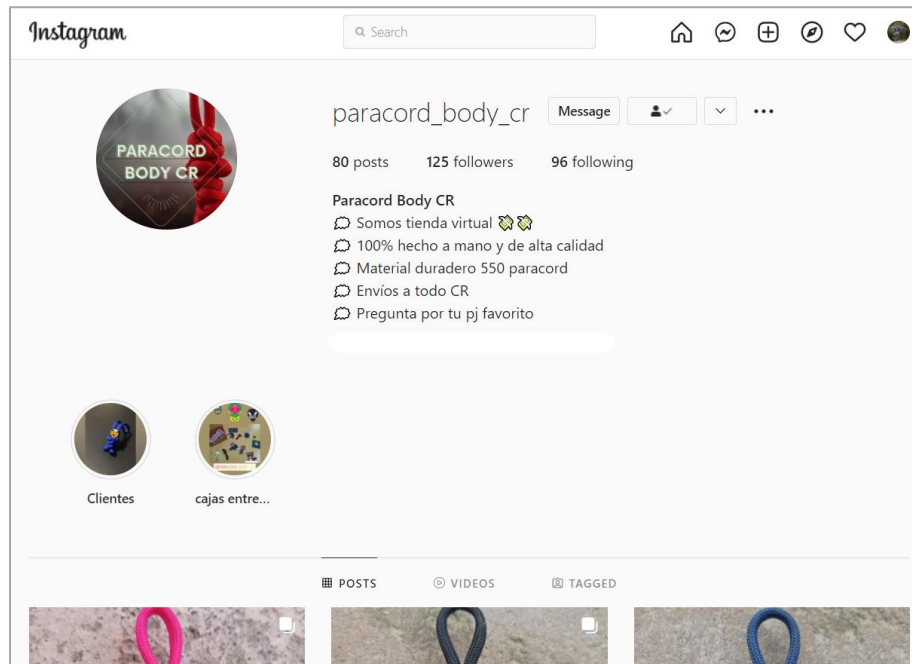 Instagram
Search
PARACORD
BODY CR
paracord_body_cr Message
80 posts 125 followers 96 following
Paracord Body CR
Somos tienda virtual
100% hecho a mano y de alta calidad
Material duradero 550 paracord
Envíos a todo CR
Pregunta por tu pj favorito
Clientes cajas entre...
POSTS VIDEOS TAGGED